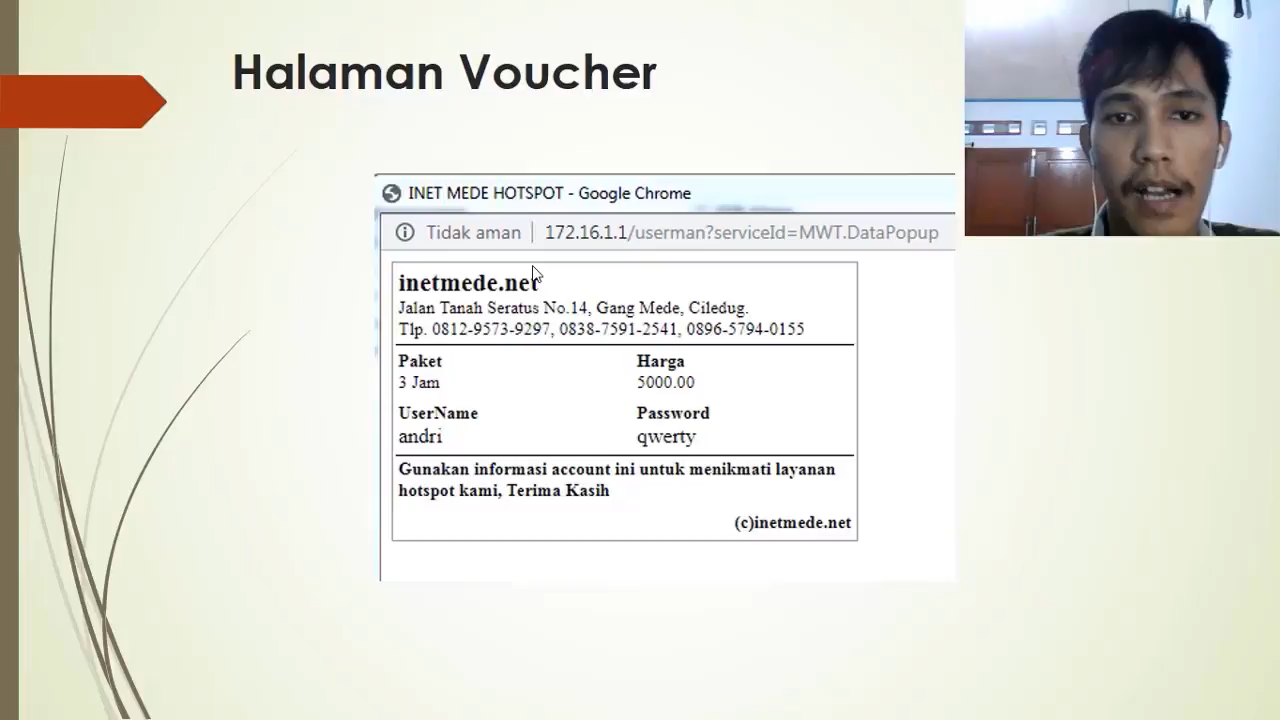 Halaman Voucher
INET MEDE HOTSPOT - Google Chrome
Tidak aman 172.16.1.1/userman?serviceId=MWT.DataPopup
inetmede.net
Jalan Tanah Seratus No.14, Gang Mede, Ciledug.
Tlp. 0812-9573-9297, 0838-7591-2541, 0896-5794-0155
Paket Harga
3 Jam 5000.00
UserName Password
andri qwerty
Gunakan informasi account ini untuk menikmati layanan
hotspot kami, Terima Kasih
(c)inetmede.net